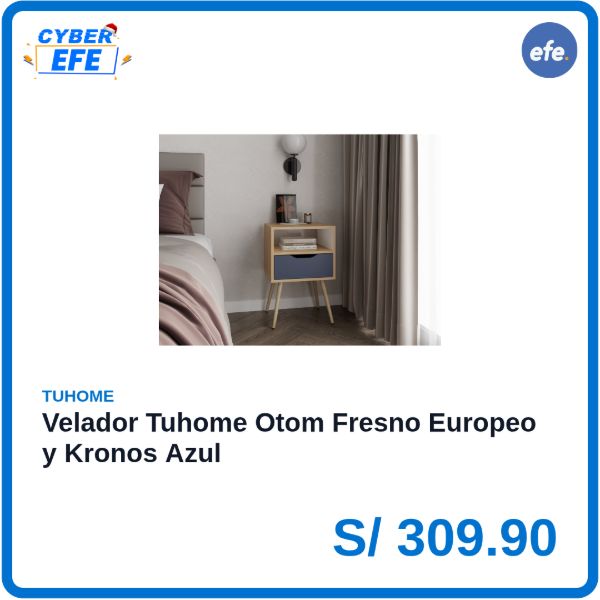 CYBER
EFE
efe.
TUHOME
Velador Tuhome Otom Fresno Europeo
y Kronos Azul
S/ 309.90